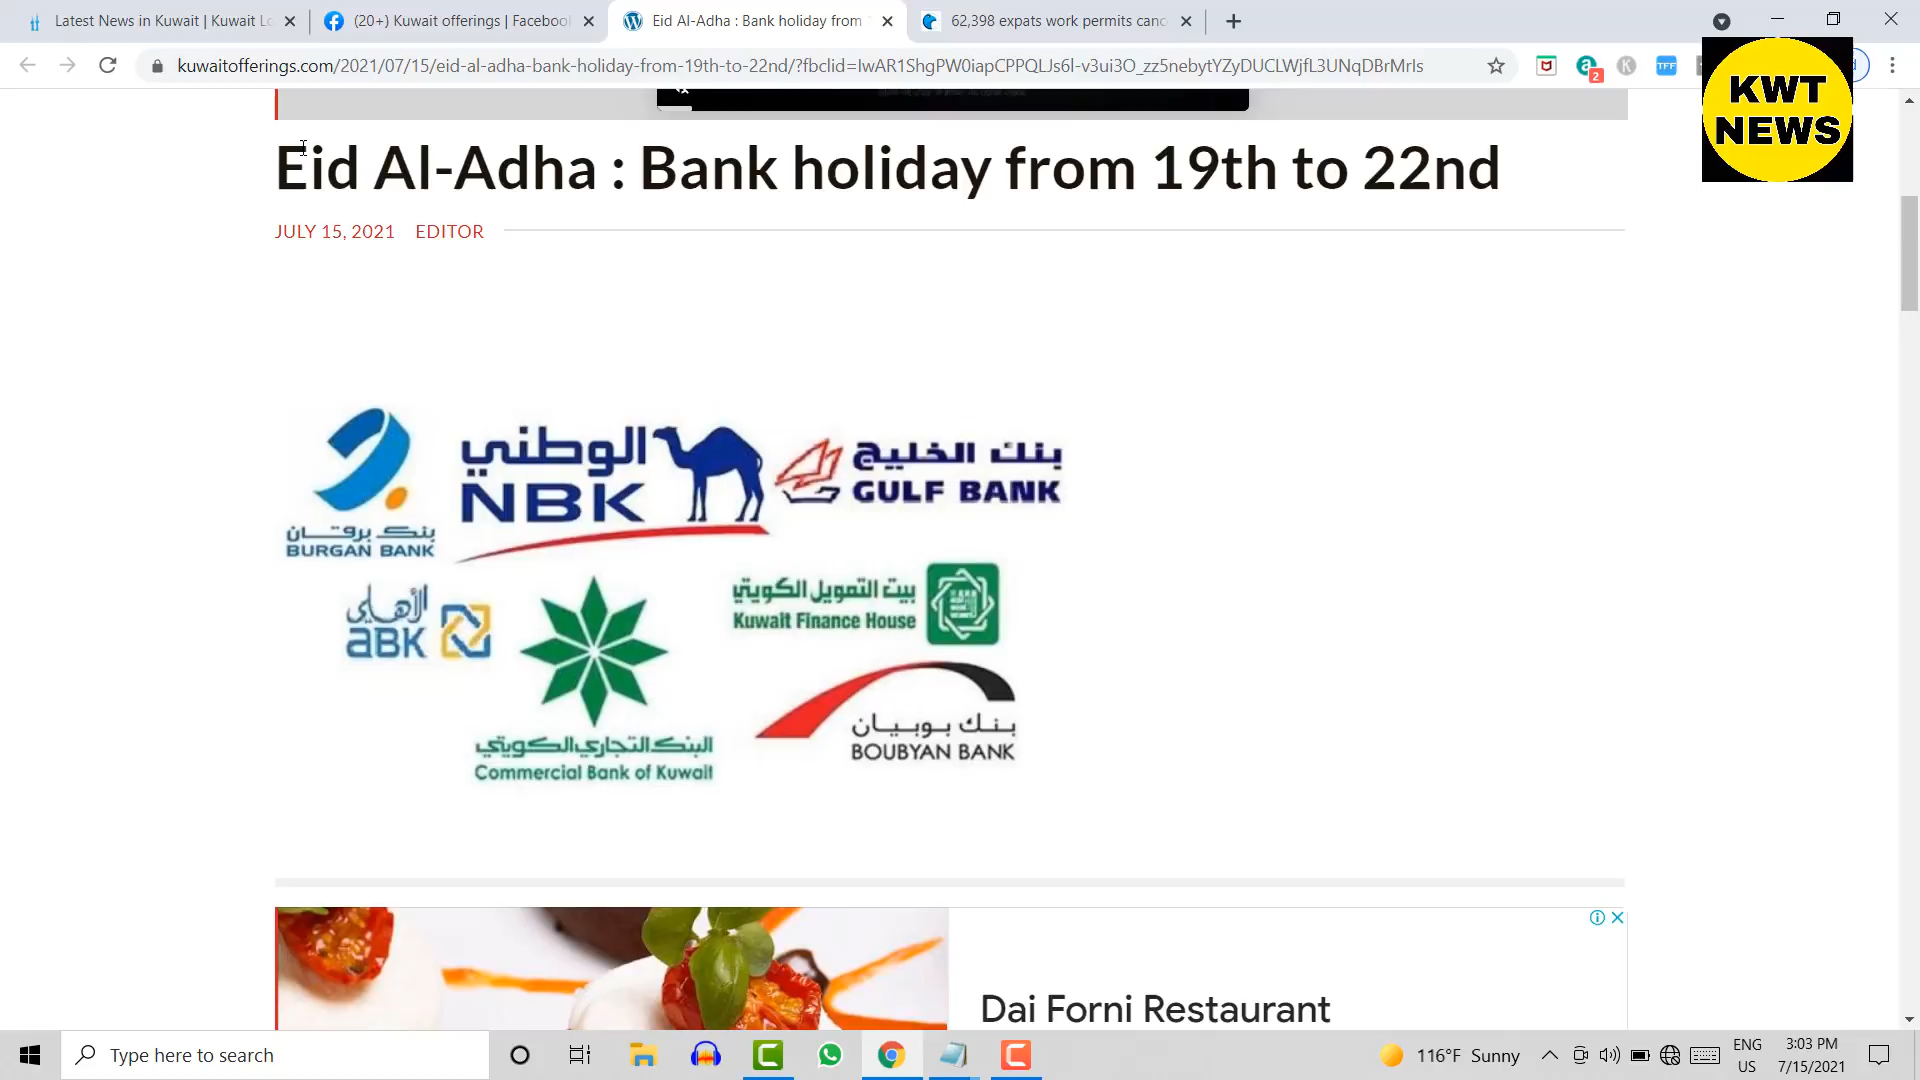 Latest News in Kuwait | Kuwait Lo
(20+) Kuwait offerings | Facebook
Eid Al-Adha : Bank holiday from
62,398 expats work permits canc
kuwaitofferings.com/2021/07/15/eid-al-adha-bank-holiday-from-19th-to-22nd/?fbclid=IwAR1ShgPW0iapCPPQLJs6l-v3ui3O_zz5nebytYZyDUCLWjfL3UNqDBrMrIs
2
TFF
KWT
NEWS
Eid Al-Adha : Bank holiday from 19th to 22nd
JULY 15, 2021 EDITOR
الوطني
NBK
بنك الخليج
GULF BANK
بنك برقان
BURGAN BANK
الأهلي
aBK
بيت التمويل الكويتي
Kuwait Finance House
بنك بوبيان
BOUBYAN BANK
البنك التجاري الكويتي
Commercial Bank of Kuwait
Dai Forni Restaurant
Type here to search
116°F Sunny
ENG
US
3:03 PM
7/15/2021